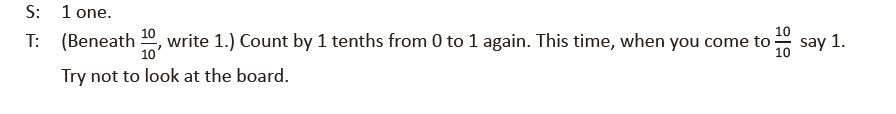 S: 1 one.
T: (Beneath 10/10, write 1.) Count by 1 tenths from 0 to 1 again. This time, when you come to 10/10 say 1.
Try not to look at the board.